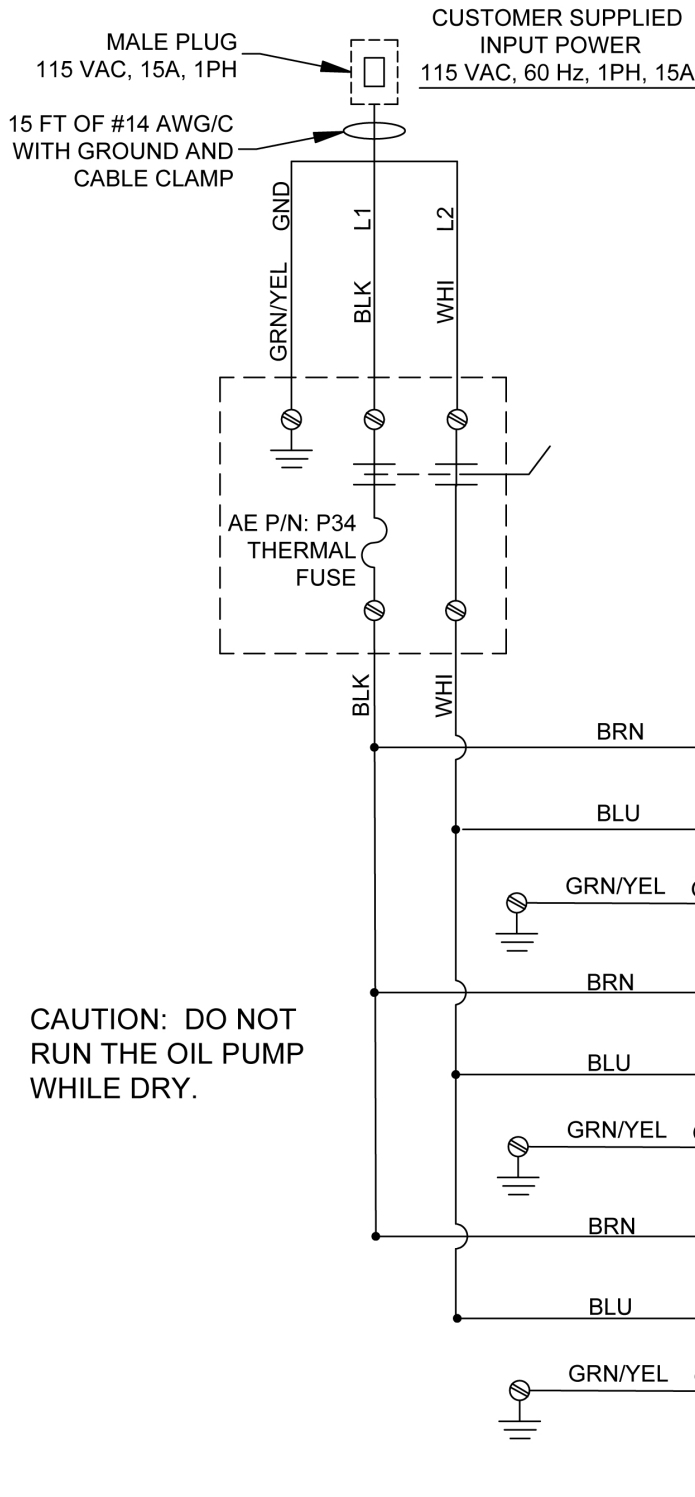 CUSTOMER SUPPLIED
INPUT POWER
115 VAC, 60 Hz, 1PH, 15A
MALE PLUG
115 VAC, 15A, 1PH
15 FT OF #14 AWG/C
WITH GROUND AND
CABLE CLAMP
GND
L1
L2
GRN/YEL
BLK
WHI
AE P/N: P34
THERMAL
FUSE
BLK
WHI
BRN
BLU
GRN/YEL
BRN
CAUTION: DO NOT
RUN THE OIL PUMP
WHILE DRY.
BLU
GRN/YEL
BRN
BLU
GRN/YEL